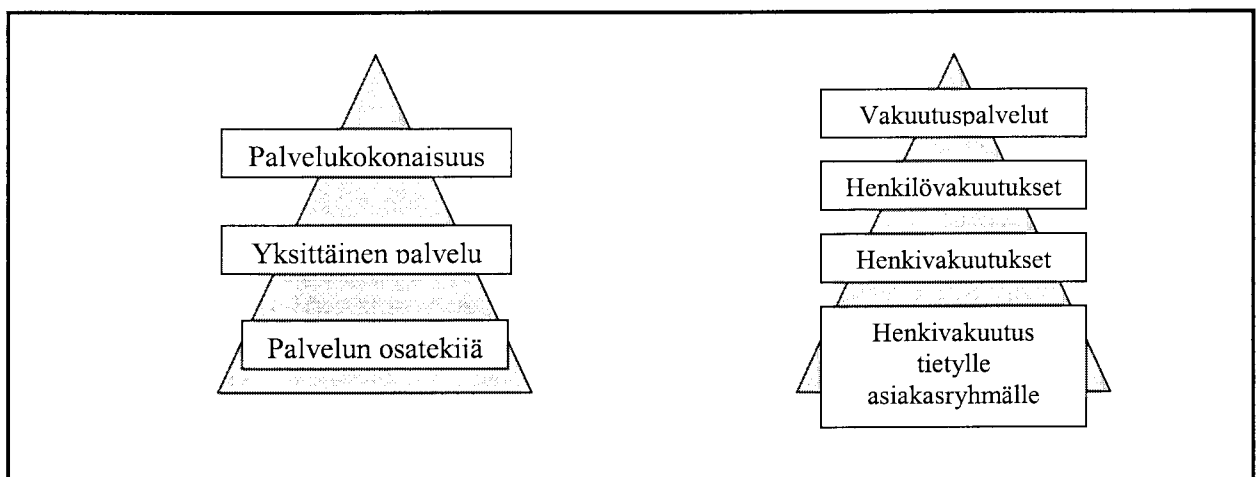 Palvelukokonaisuus
Yksittäinen palvelu
Palvelun osatekijä
Vakuutuspalvelut
Henkilövakuutukset
Henkivakuutukset
Henkivakuutus
tietylle
asiakasryhmälle